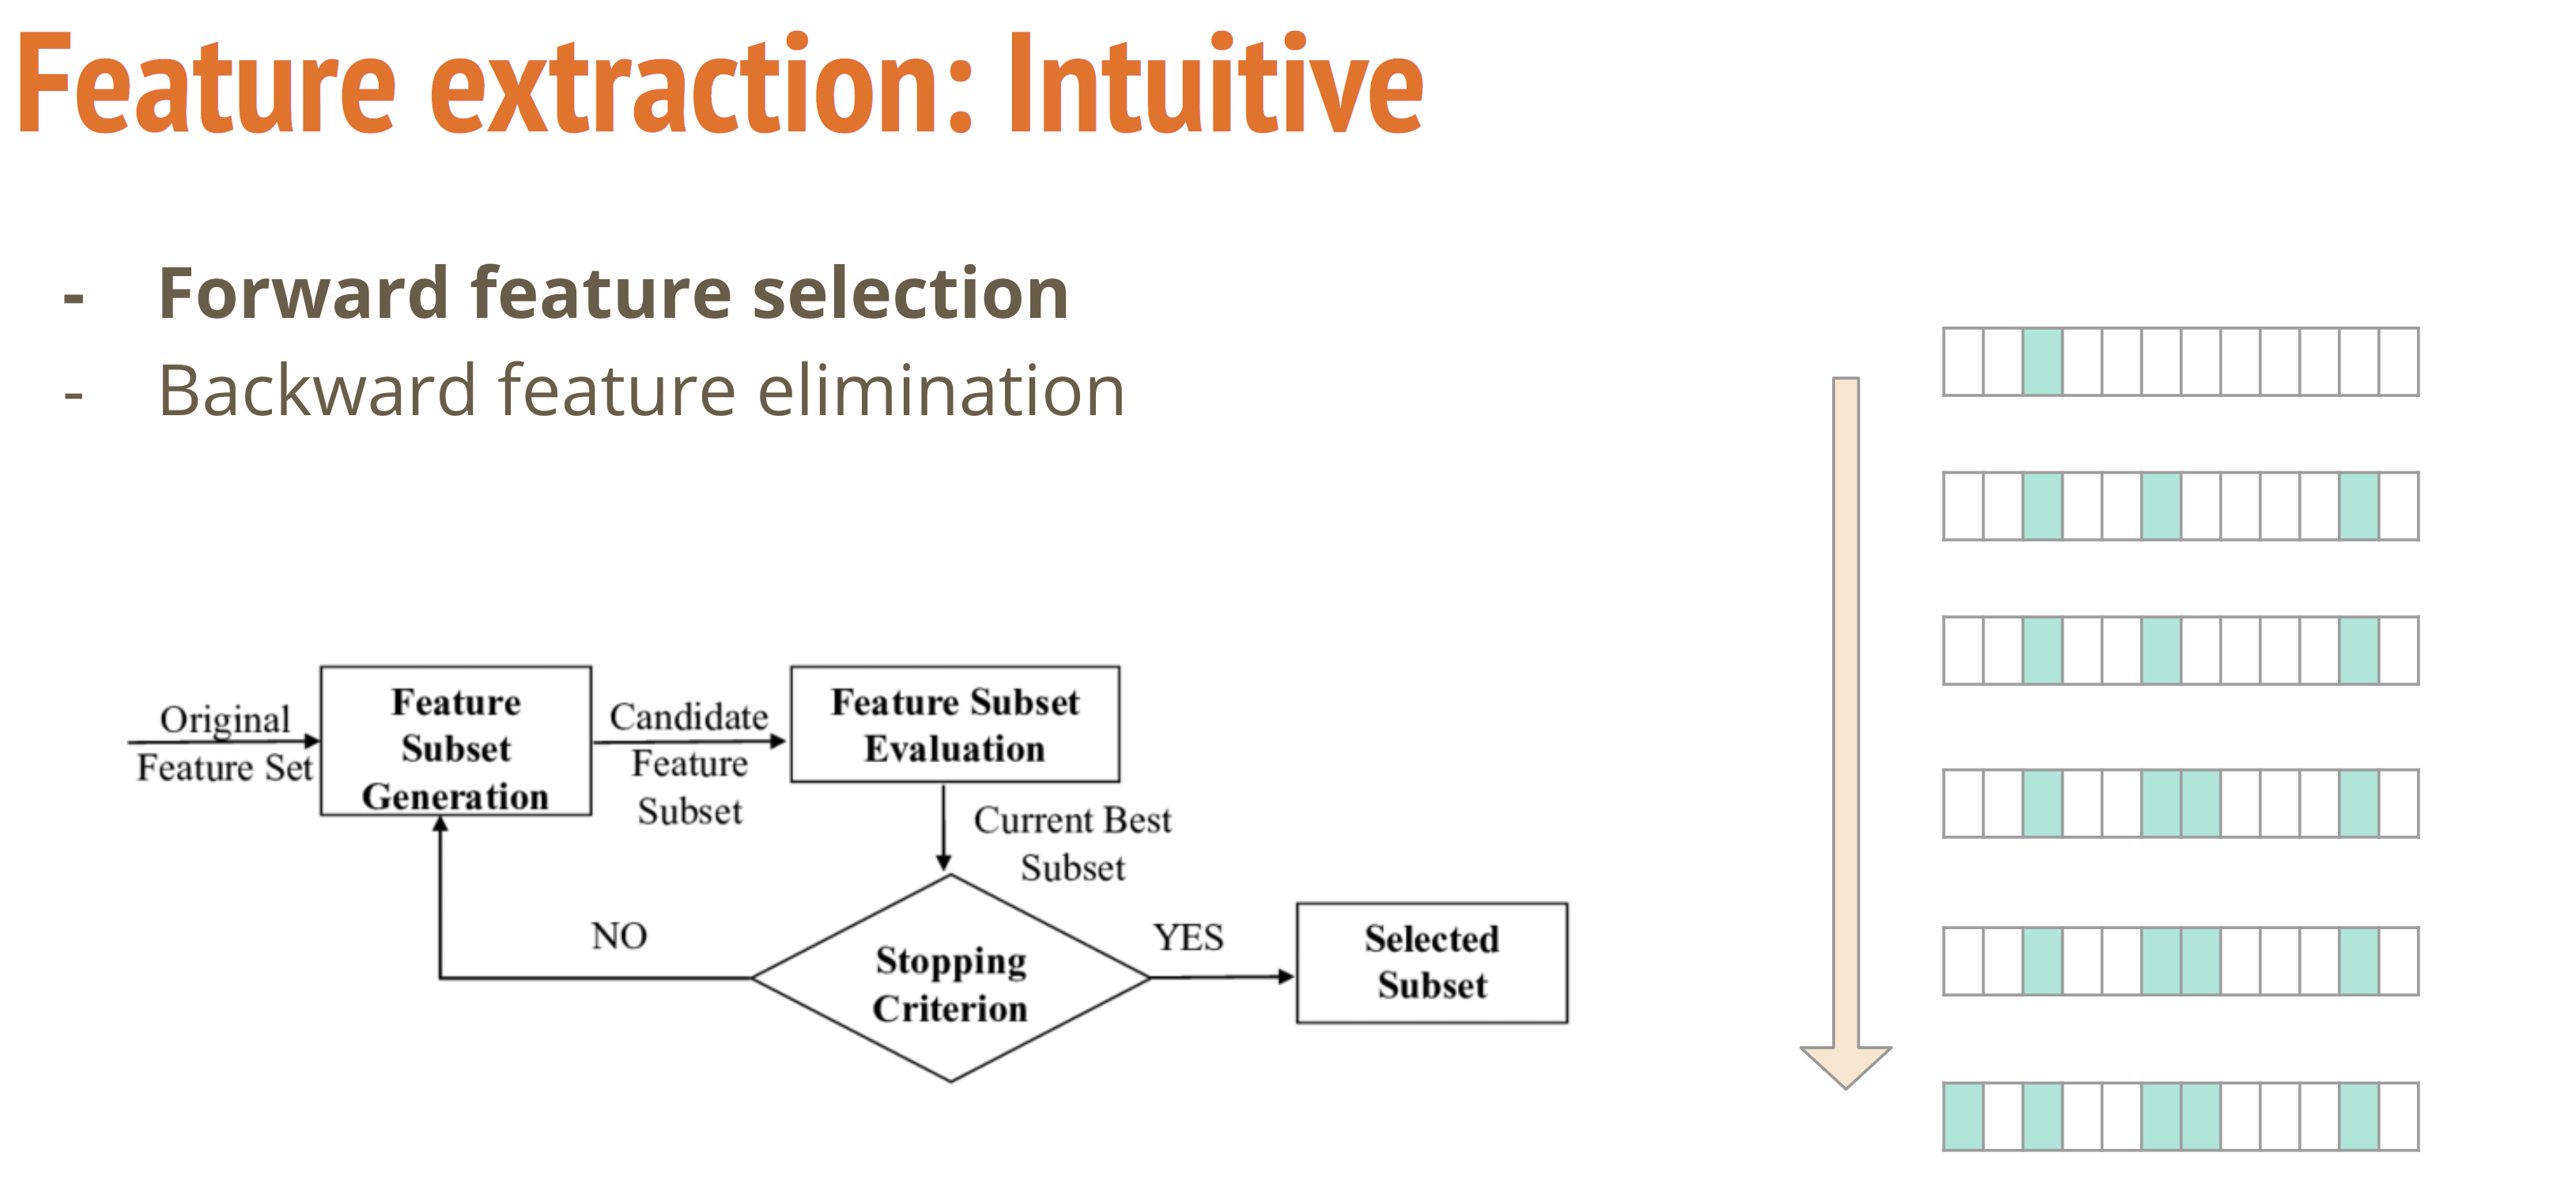 Feature extraction: Intuitive
- Forward feature selection
- Backward feature elimination
Original
Feature Set
Feature
Subset
Generation
Candidate
Feature
Subset
Feature Subset
Evaluation
Current Best
Subset
NO
Stopping
Criterion
YES
Selected
Subset